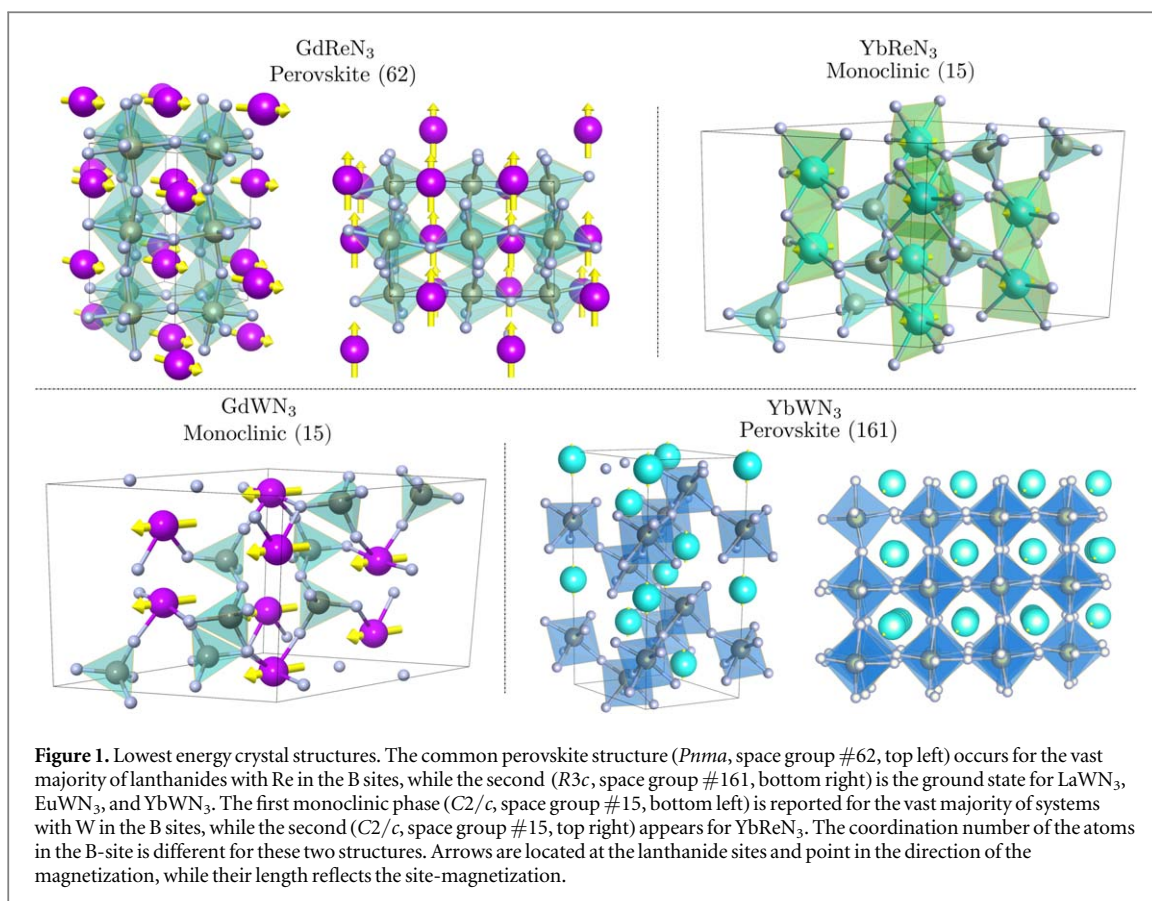 GdReN₃
Perovskite (62)
YbReN₃
Monoclinic (15)
GdWN₃
Monoclinic (15)
YbWN₃
Perovskite (161)
Figure 1. Lowest energy crystal structures. The common perovskite structure (Pnma, space group #62, top left) occurs for the vast
majority of lanthanides with Re in the B sites, while the second (R3c, space group #161, bottom right) is the ground state for LaWN₃,
EuWN₃, and YbWN₃. The first monoclinic phase (C2/c, space group #15, bottom left) is reported for the vast majority of systems
with W in the B sites, while the second (C2/c, space group #15, top right) appears for YbReN₃. The coordination number of the atoms
in the B-site is different for these two structures. Arrows are located at the lanthanide sites and point in the direction of the
magnetization, while their length reflects the site-magnetization.